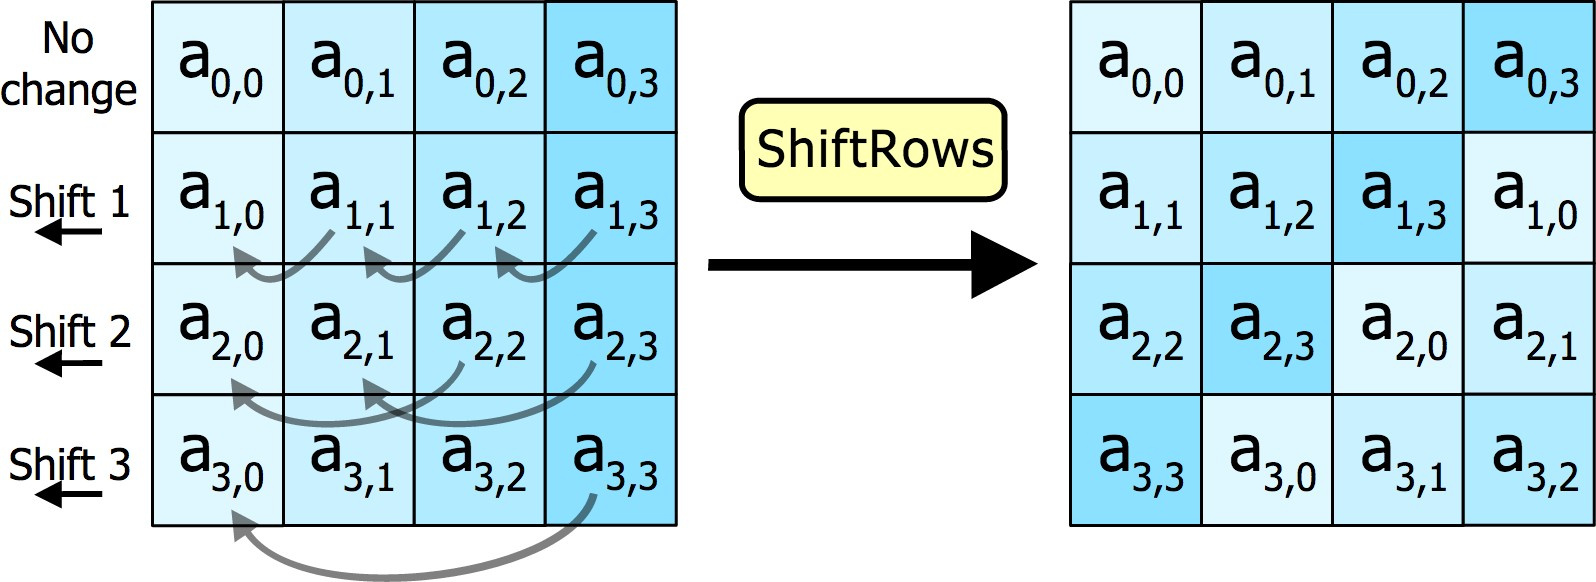 No
change
a0,0 a0,1 a0,2 a0,3
Shift 1
a1,0 a1,1 a1,2 a1,3
Shift 2
a2,0 a2,1 a2,2 a2,3
Shift 3
a3,0 a3,1 a3,2 a3,3
ShiftRows
a0,0 a0,1 a0,2 a0,3
a1,1 a1,2 a1,3 a1,0
a2,2 a2,3 a2,0 a2,1
a3,3 a3,0 a3,1 a3,2